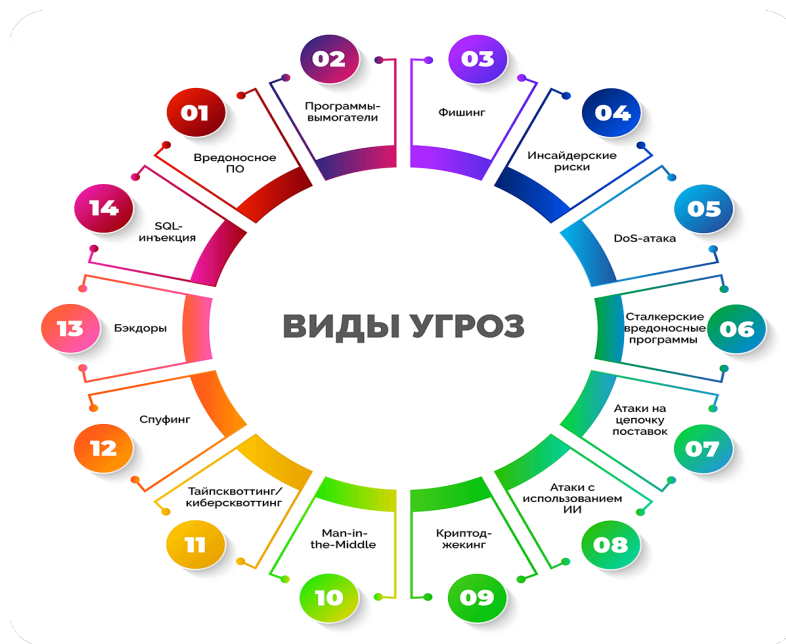 ВИДЫ УГРОЗ
01
Вредоносное
ПО
02
Программы-
вымогатели
03
Фишинг
04
Инсайдерские
риски
05
DoS-атака
06
Сталкерские
вредоносные
программы
07
Атаки на
цепочку
поставок
08
Атаки с
использованием
ИИ
09
Криптод-
жекинг
10
Man-in-
the-Middle
11
Тайпсквоттинг/
киберсквоттинг
12
Спуфинг
13
Бэкдоры
14
SQL-
инъекция